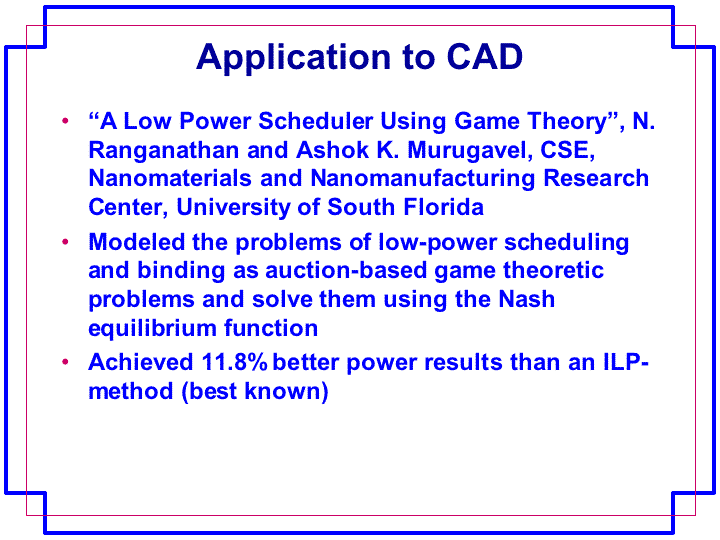 Application to CAD
• “A Low Power Scheduler Using Game Theory”, N.
Ranganathan and Ashok K. Murugavel, CSE,
Nanomaterials and Nanomanufacturing Research
Center, University of South Florida
• Modeled the problems of low-power scheduling
and binding as auction-based game theoretic
problems and solve them using the Nash
equilibrium function
• Achieved 11.8% better power results than an ILP-
method (best known)